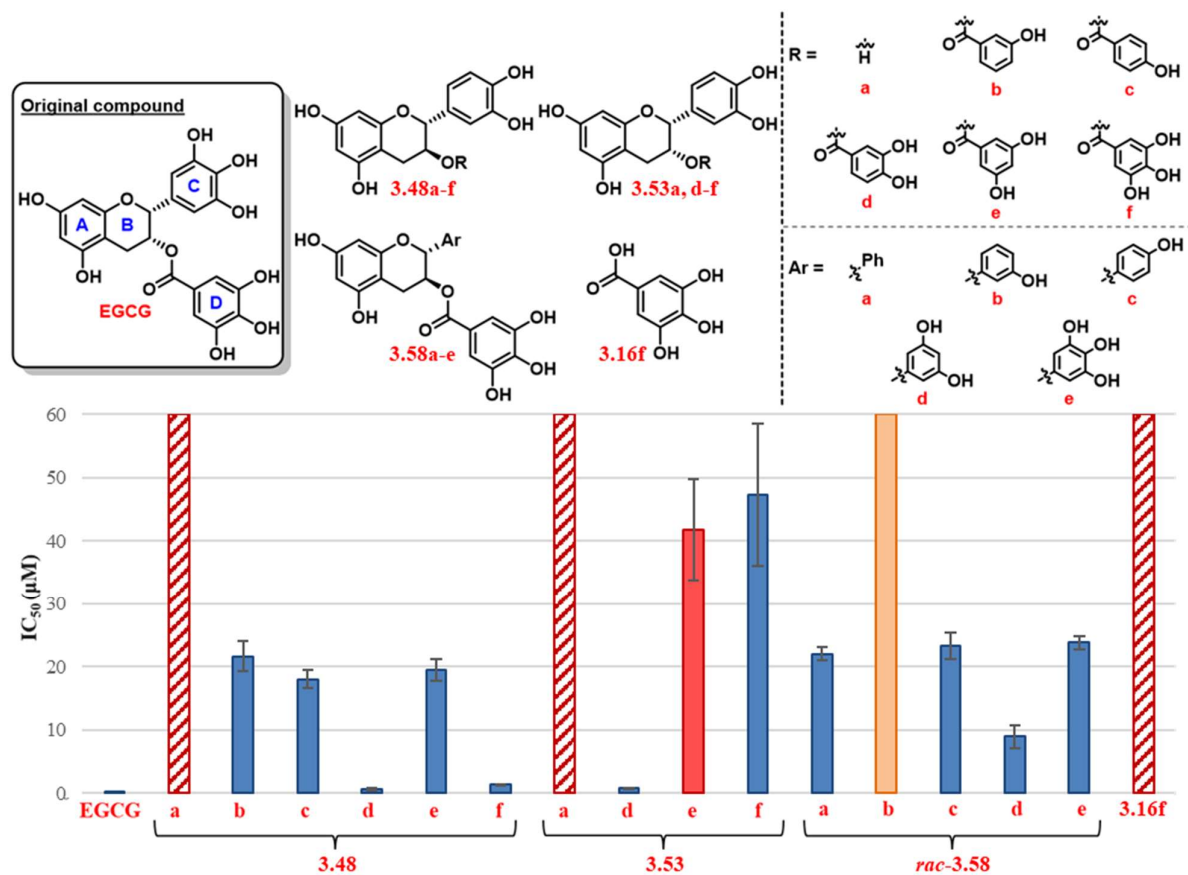 Original compound
OH
OH
OH
HO
O
A
B
C
OH
O
O
D
OH
OH
OH
EGCG
OH
OH
HO
O
OR
OH
3.48a-f
OH
OH
HO
O
OR
OH
3.53a, d-f
HO
O
Ar
O
OH
O
OH
OH
OH
3.58a-e
OH
O
OH
OH
OH
3.16f
R =
H
a
O
OH
b
O
OH
c
O
OH
OH
d
O
OH
OH
e
O
OH
OH
OH
f
Ar =
Ph
a
OH
b
OH
c
OH
OH
d
OH
OH
OH
e
IC50 (µM)
60
50
40
30
20
10
0
EGCG a b c d e f a d e f a b c d e 3.16f
3.48 3.53 rac-3.58